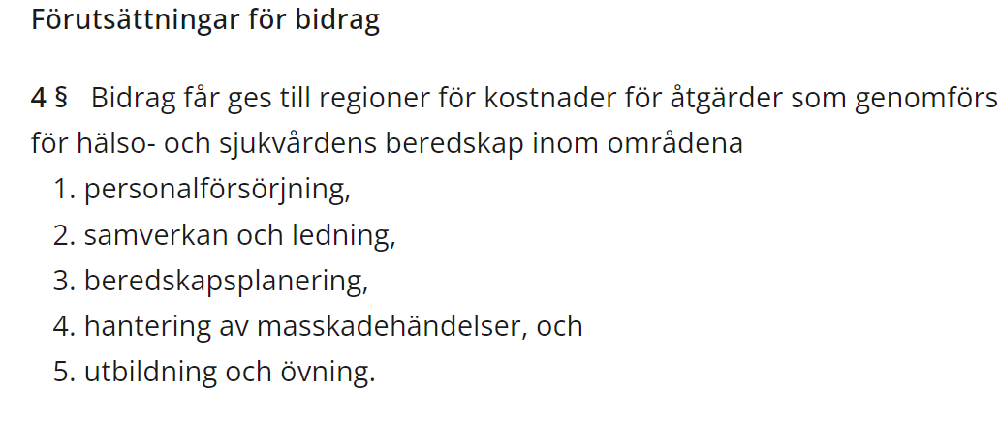 Förutsättningar för bidrag
4 § Bidrag får ges till regioner för kostnader för åtgärder som genomförs
för hälso- och sjukvårdens beredskap inom områdena
1. personalförsörjning,
2. samverkan och ledning,
3. beredskapsplanering,
4. hantering av masskadehändelser, och
5. utbildning och övning.